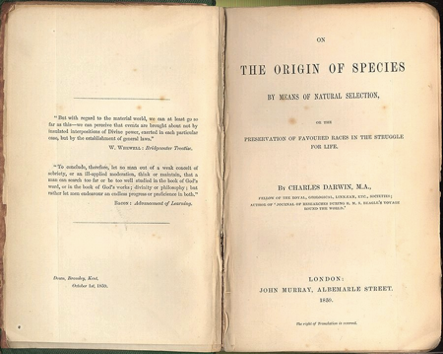 "But with regard to the material world, we can at least go so
far as this—we can perceive that events are brought about not by
insulated interpositions of Divine power, exerted in each particular
case, but by the establishment of general laws."
W. WHEWELL: Bridgewater Treatise.
"To conclude, therefore, let no man out of a weak conceit of
sobriety, or an ill-applied moderation, think or maintain, that a
man can search too far or be too well studied in the book of God's
word, or in the book of God's works; divinity or philosophy; but
rather let men endeavour an endless progress or proficience in both."
BACON: Advancement of Learning.
Down, Bromley, Kent,
October 1st, 1859.
ON
THE ORIGIN OF SPECIES
BY MEANS OF NATURAL SELECTION,
OR THE
PRESERVATION OF FAVOURED RACES IN THE STRUGGLE
FOR LIFE.
BY CHARLES DARWIN, M.A.,
FELLOW OF THE ROYAL, GEOLOGICAL, LINNÆAN, ETC., SOCIETIES;
AUTHOR OF 'JOURNAL OF RESEARCHES DURING H. M. S. BEAGLE'S VOYAGE
ROUND THE WORLD.'
LONDON:
JOHN MURRAY, ALBEMARLE STREET.
1859.
The right of Translation is reserved.